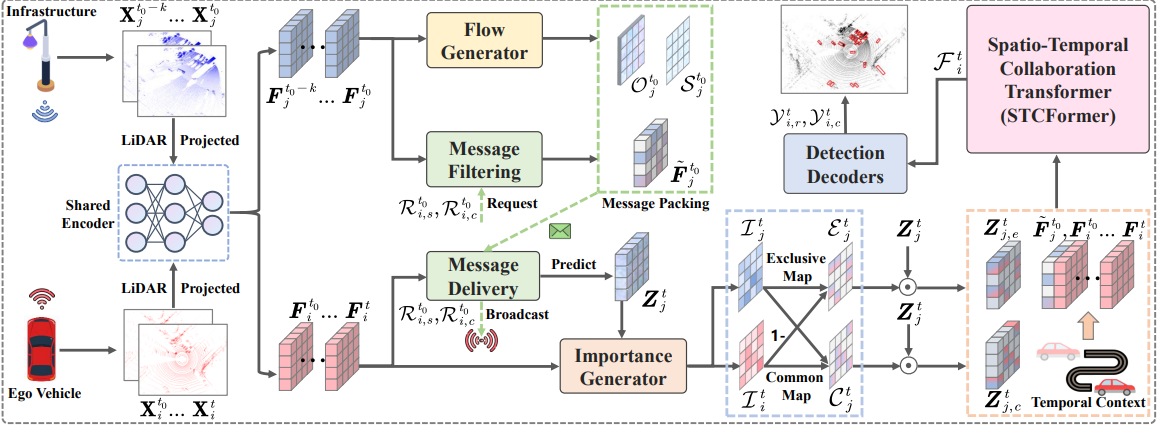 Infrastructure
X_j^{t_0-k} ... X_j^{t_0}
LiDAR Projected
Shared
Encoder
LiDAR Projected
Ego Vehicle
X_i^{t_0} ... X_i^t
F_j^{t_0-k} ... F_j^{t_0}
F_i^{t_0} ... F_i^t
Flow
Generator
Message
Filtering
R_{i,s}^{t_0}, R_{i,c}^{t_0} Request
Message
Delivery
Predict
R_{i,s}^{t_0}, R_{i,c}^{t_0} Broadcast
O_j^{t_0} S_j^{t_0}
F̃_j^{t_0}
Message Packing
Z_j^t
Importance
Generator
I_j^t E_j^t
Exclusive
Map
1-
Common
Map
I_i^t C_j^t
Z_j^t
Z_j^t
Y_{i,r}^t, Y_{i,c}^t
Detection
Decoders
F_i^t
Spatio-Temporal
Collaboration
Transformer
(STCFormer)
Z_{j,e}^t F̃_j^{t_0}, F_i^{t_0} ... F_i^t
Z_{j,c}^t
Temporal Context